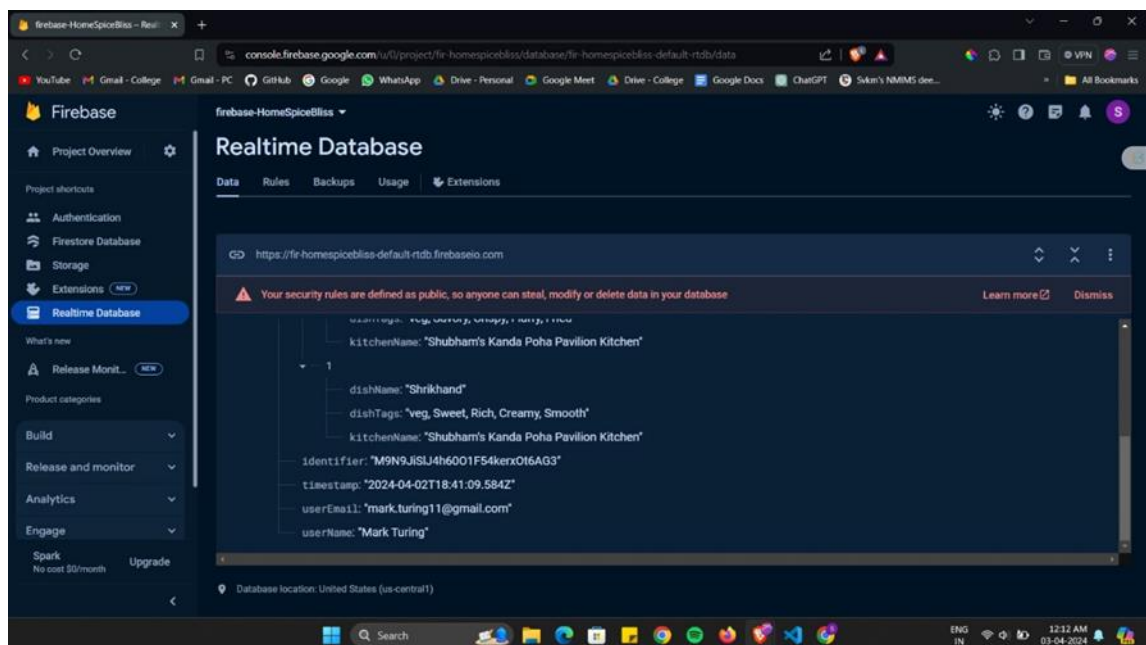 firebase-HomeSpiceBliss – Real
console.firebase.google.com/u/0/project/fir-homespicebliss/database/fir-homespicebliss-default-rtdb/data
VPN
YouTube Gmail - College Gmail - PC GitHub Google WhatsApp Drive - Personal Google Meet Drive - College Google Docs ChatGPT Svkm's NMIMS dee... All Bookmarks
Firebase
firebase-HomeSpiceBliss
S
Project Overview
Realtime Database
Data Rules Backups Usage Extensions
Project shortcuts
Authentication
Firestore Database
Storage
Extensions NEW
Realtime Database
What's new
Release Monit... NEW
Product categories
Build
Release and monitor
Analytics
Engage
Spark
No cost $0/month
Upgrade
https://fir-homespicebliss-default-rtdb.firebaseio.com
Your security rules are defined as public, so anyone can steal, modify or delete data in your database
Learn more Dismiss
dishTags: "veg, Savory, Crispy,
kitchenName: "Shubham's Kanda Poha Pavilion Kitchen"
1
dishName: "Shrikhand"
dishTags: "veg, Sweet, Rich, Creamy, Smooth"
kitchenName: "Shubham's Kanda Poha Pavilion Kitchen"
identifier:
timestamp: "2024-04-02T18:41:09.584Z"
userEmail: "mark.turing11@gmail.com"
userName: "Mark Turing"
Database location: United States (us-central1)
Search
ENG
IN
12:12 AM
03-04-2024